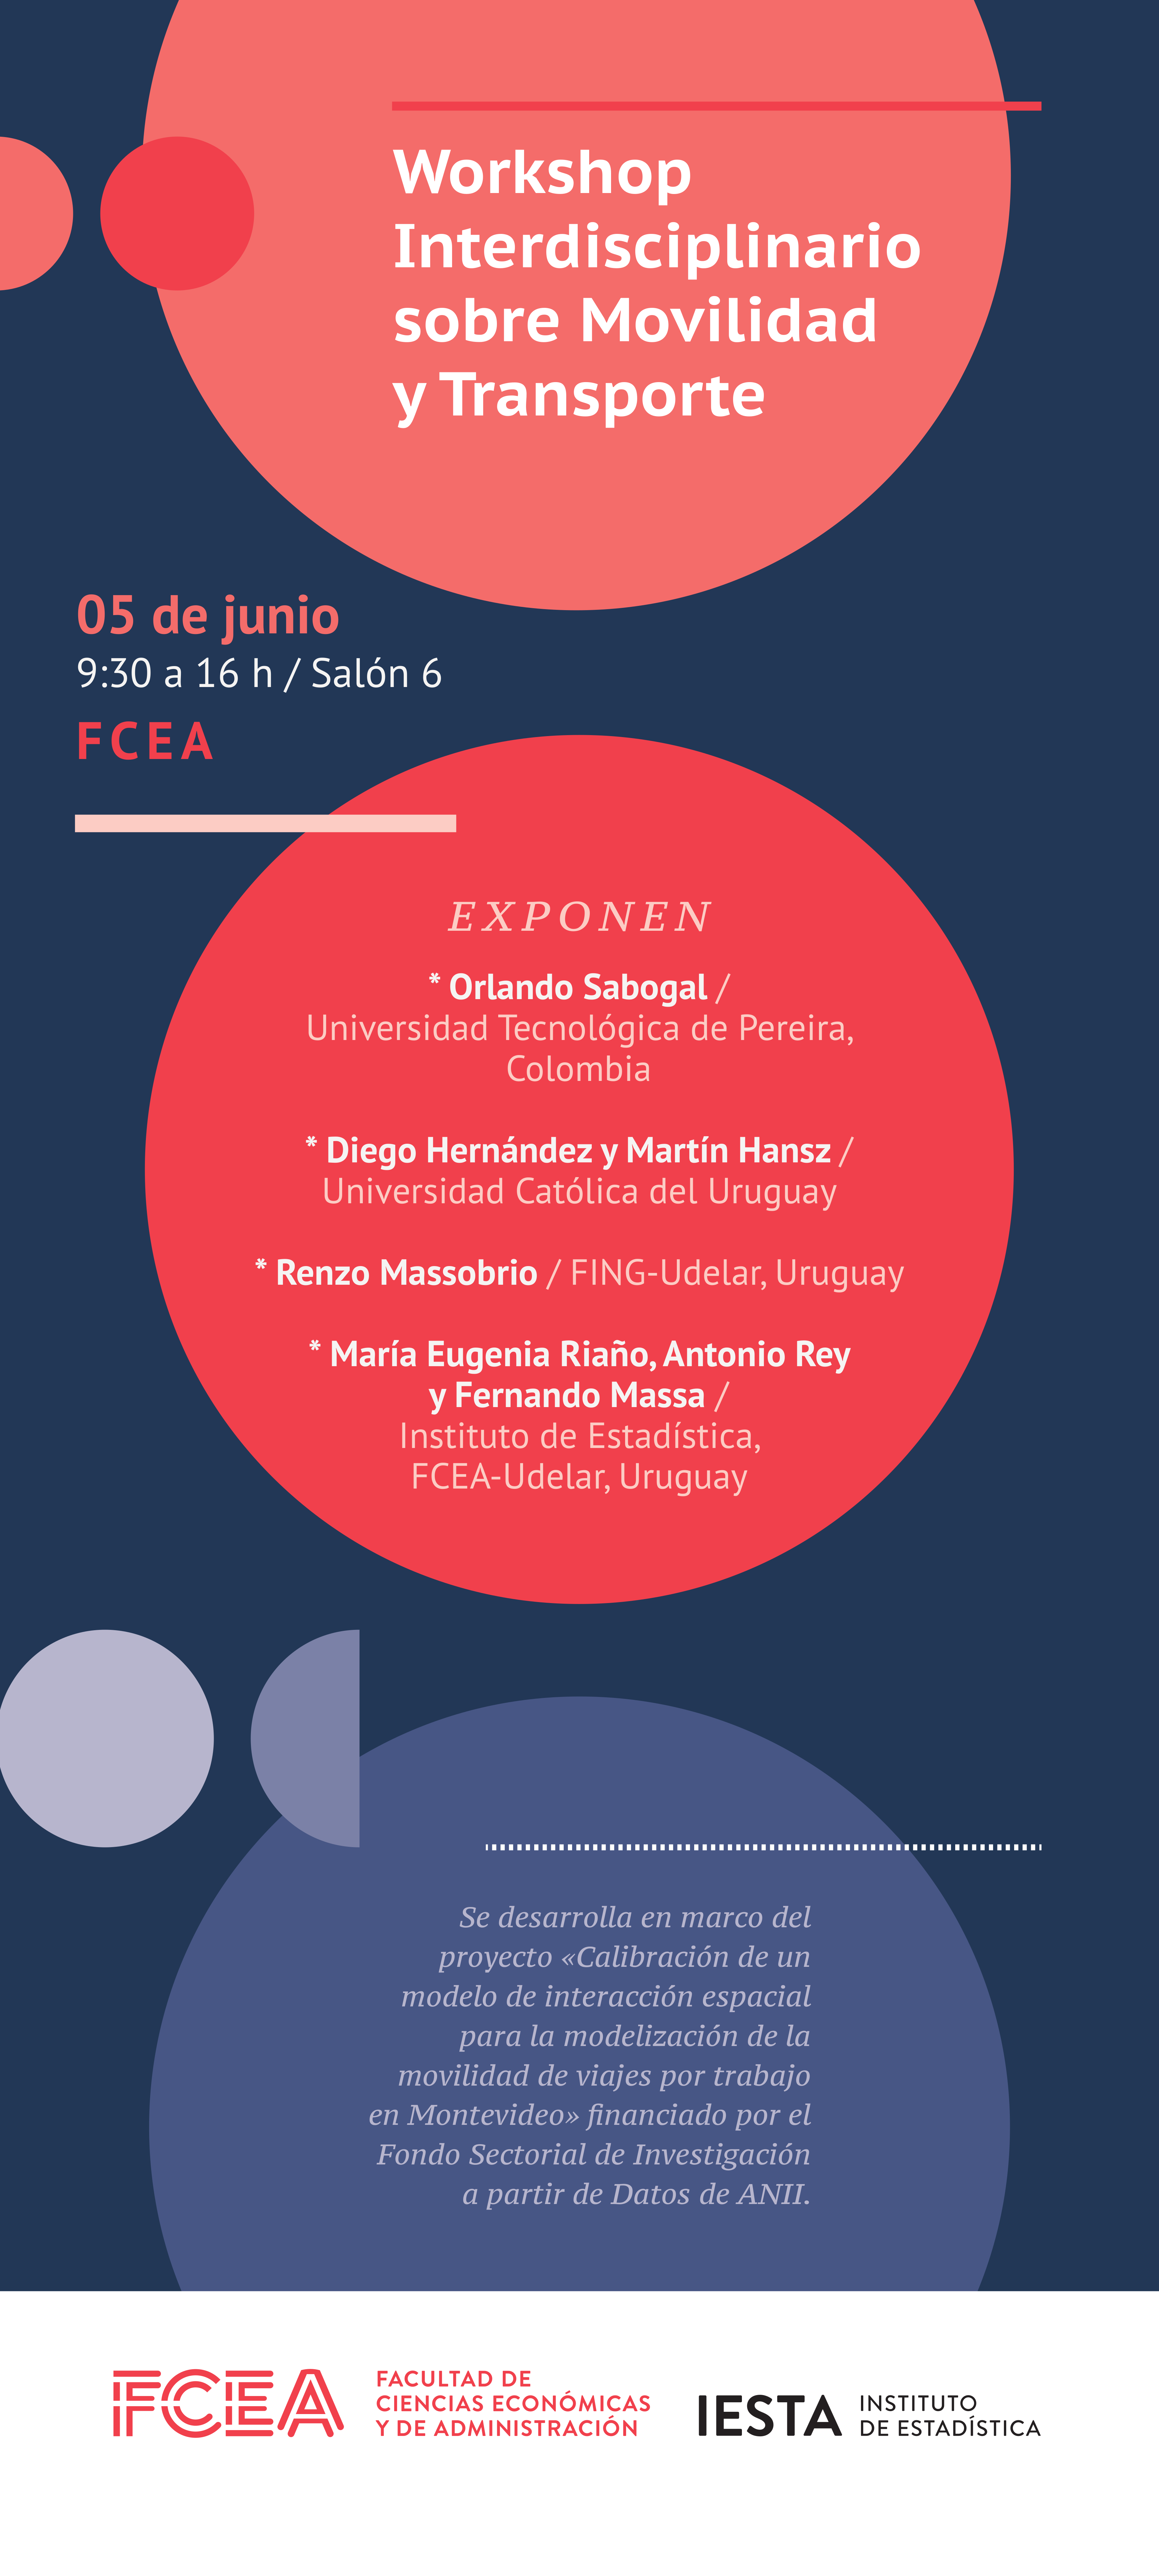 Workshop
Interdisciplinario
sobre Movilidad
y Transporte
05 de junio
9:30 a 16 h / Salón 6
FCEA
EXPONEN
* Orlando Sabogal /
Universidad Tecnológica de Pereira,
Colombia
* Diego Hernández y Martín Hansz /
Universidad Católica del Uruguay
* Renzo Massobrio / FING-Udelar, Uruguay
* María Eugenia Riaño, Antonio Rey
y Fernando Massa /
Instituto de Estadística,
FCEA-Udelar, Uruguay
Se desarrolla en marco del
proyecto «Calibración de un
modelo de interacción espacial
para la modelización de la
movilidad de viajes por trabajo
en Montevideo» financiado por el
Fondo Sectorial de Investigación
a partir de Datos de ANII.
FCEA
FACULTAD DE
CIENCIAS ECONÓMICAS
Y DE ADMINISTRACIÓN
IESTA
INSTITUTO
DE ESTADÍSTICA